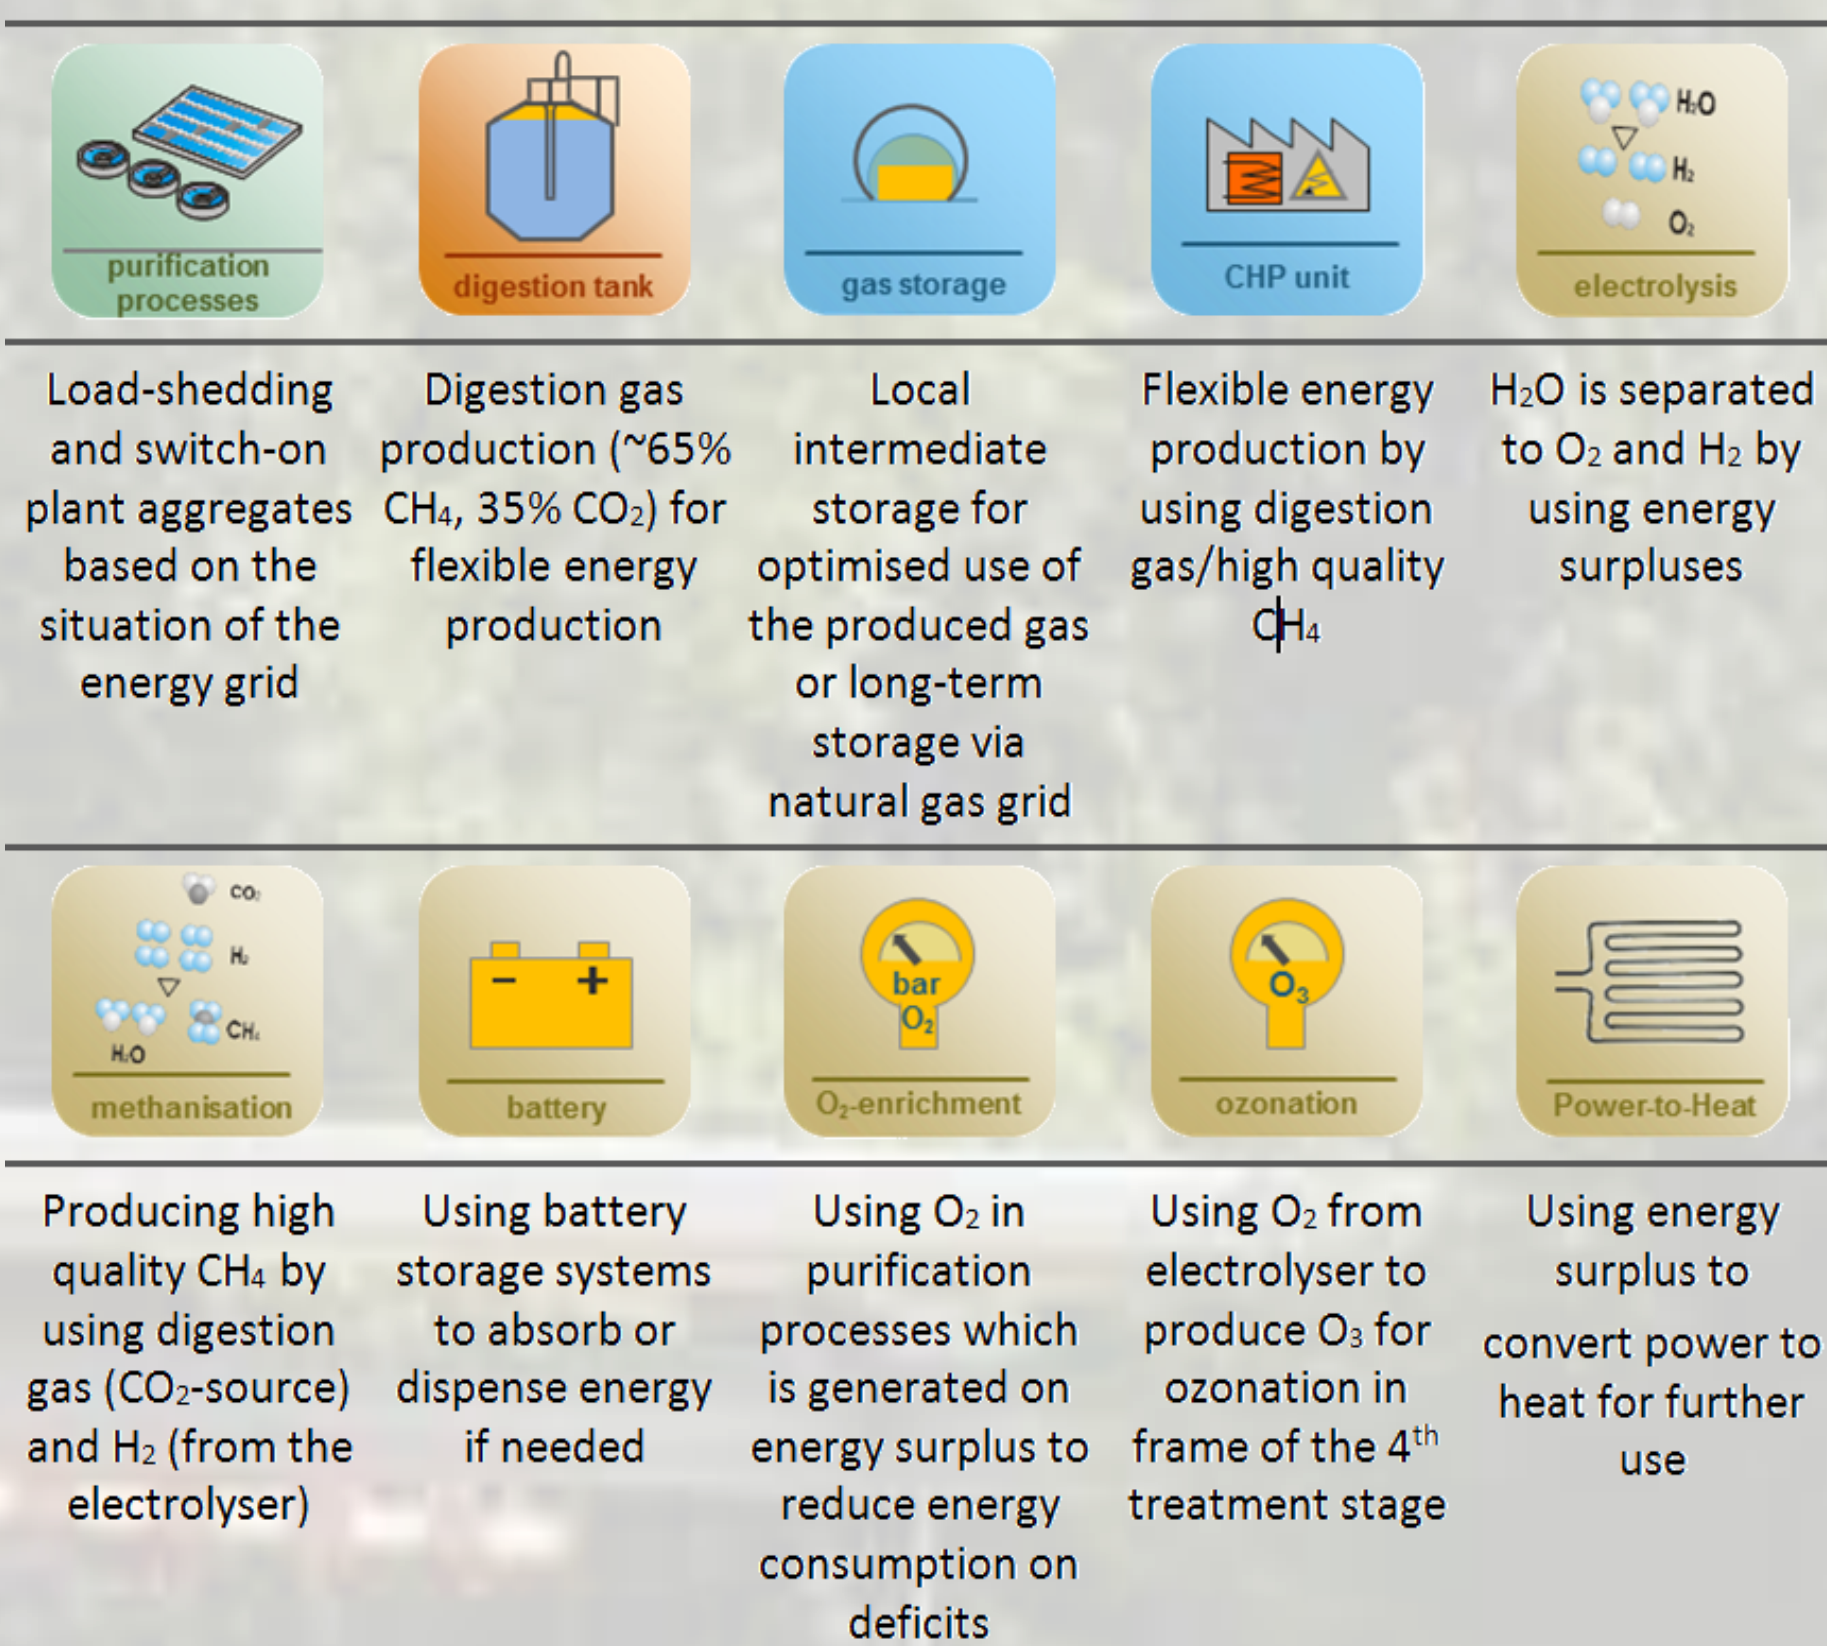 H₂O
H₂
O₂
purification
processes
digestion tank
gas storage
CHP unit
electrolysis
Load-shedding
and switch-on
plant aggregates
based on the
situation of the
energy grid
Digestion gas
production (~65%
CH₄, 35% CO₂) for
flexible energy
production
Local
intermediate
storage for
optimised use of
the produced gas
or long-term
storage via
natural gas grid
Flexible energy
production by
using digestion
gas/high quality
CH₄
H₂O is separated
to O₂ and H₂ by
using energy
surpluses
CO₂
H₂
CH₄
H₂O
methanisation
- +
battery
bar
O₂
O₂-enrichment
O₃
ozonation
Power-to-Heat
Producing high
quality CH₄ by
using digestion
gas (CO₂-source)
and H₂ (from the
electrolyser)
Using battery
storage systems
to absorb or
dispense energy
if needed
Using O₂ in
purification
processes which
is generated on
energy surplus to
reduce energy
consumption on
deficits
Using O₂ from
electrolyser to
produce O₃ for
ozonation in
frame of the 4th
treatment stage
Using energy
surplus to
convert power to
heat for further
use